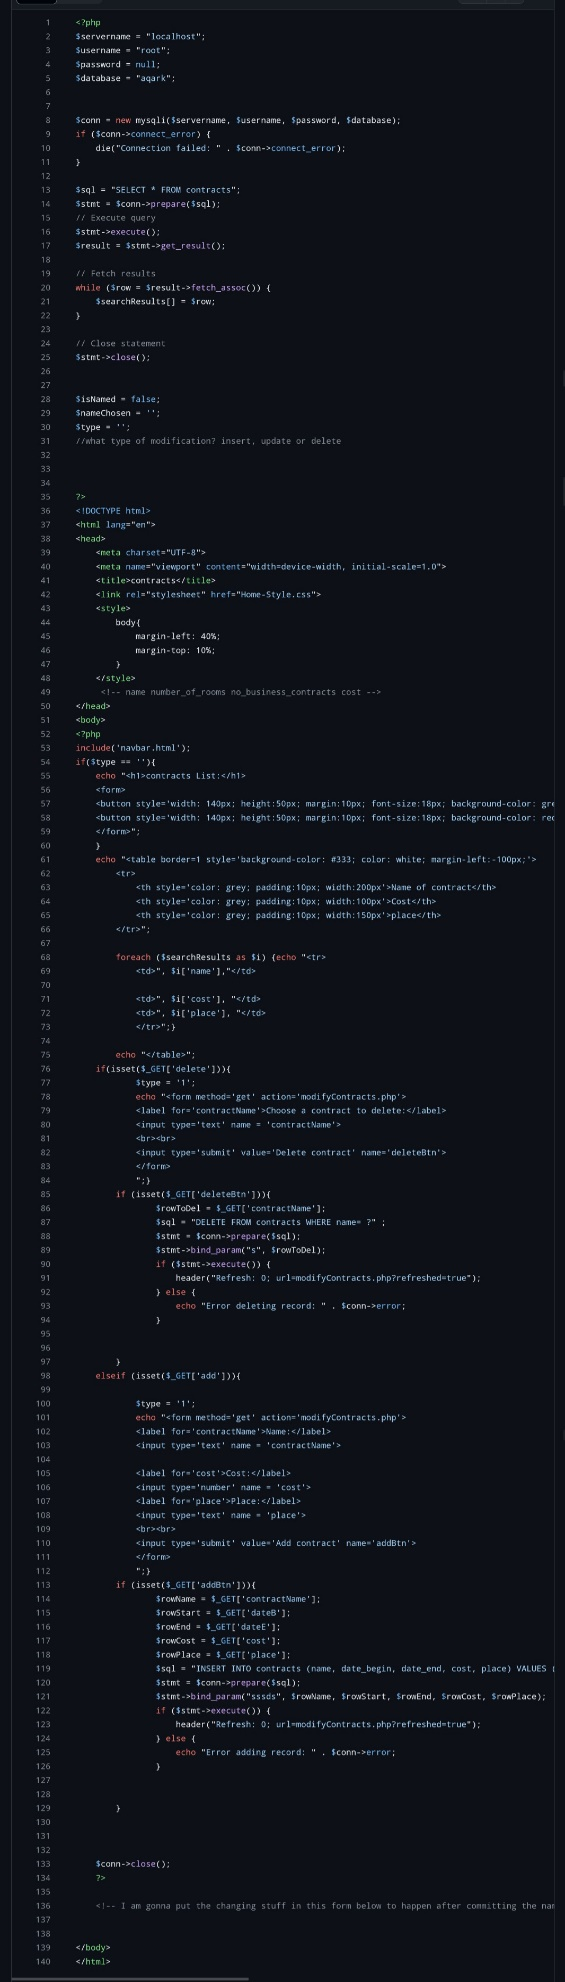 1 <?php
2 $servername = "localhost";
3 $username = "root";
4 $password = null;
5 $database = "aqark";
6
7
8 $conn = new mysqli($servername, $username, $password, $database);
9 if ($conn->connect_error) {
10 die("Connection failed: " . $conn->connect_error);
11 }
12
13 $sql = "SELECT * FROM contracts";
14 $stmt = $conn->prepare($sql);
15 // Execute query
16 $stmt->execute();
17 $result = $stmt->get_result();
18
19 // Fetch results
20 while ($row = $result->fetch_assoc()) {
21 $searchResults[] = $row;
22 }
23
24 // Close statement
25 $stmt->close();
26
27
28 $isNamed = false;
29 $nameChosen = '';
30 $type = '';
31 //what type of modification? insert, update or delete
32
33
34
35 ?>
36 <!DOCTYPE html>
37 <html lang="en">
38 <head>
39 <meta charset="UTF-8">
40 <meta name="viewport" content="width=device-width, initial-scale=1.0">
41 <title>contracts</title>
42 <link rel="stylesheet" href="Home-Style.css">
43 <style>
44 body{
45 margin-left: 40%;
46 margin-top: 10%;
47 }
48 </style>
49 <!-- name number_of_rooms no_business_contracts cost -->
50 </head>
51 <body>
52 <?php
53 include('navbar.html');
54 if($type == ''){
55 echo "<h1>contracts List:</h1>
56 <form>
57 <button style='width: 140px; height:50px; margin:10px; font-size:18px; background-color: gre
58 <button style='width: 140px; height:50px; margin:10px; font-size:18px; background-color: red
59 </form>";
60 }
61 echo "<table border=1 style='background-color: #333; color: white; margin-left:-100px;'>
62 <tr>
63 <th style='color: grey; padding:10px; width:200px'>Name of contract</th>
64 <th style='color: grey; padding:10px; width:100px'>Cost</th>
65 <th style='color: grey; padding:10px; width:150px'>place</th>
66 </tr>";
67
68 foreach ($searchResults as $i) {echo "<tr>
69 <td>", $i['name'],"</td>
70
71 <td>", $i['cost'], "</td>
72 <td>", $i['place'], "</td>
73 </tr>";}
74
75 echo "</table>";
76 if(isset($_GET['delete'])){
77 $type = '1';
78 echo "<form method='get' action='modifyContracts.php'>
79 <label for='contractName'>Choose a contract to delete:</label>
80 <input type='text' name = 'contractName'>
81 <br><br>
82 <input type='submit' value='Delete contract' name='deleteBtn'>
83 </form>
84 ";}
85 if (isset($_GET['deleteBtn'])){
86 $rowToDel = $_GET['contractName'];
87 $sql = "DELETE FROM contracts WHERE name= ?" ;
88 $stmt = $conn->prepare($sql);
89 $stmt->bind_param("s", $rowToDel);
90 if ($stmt->execute()) {
91 header("Refresh: 0; url=modifyContracts.php?refreshed=true");
92 } else {
93 echo "Error deleting record: " . $conn->error;
94 }
95
96
97 }
98 elseif (isset($_GET['add'])){
99
100 $type = '1';
101 echo "<form method='get' action='modifyContracts.php'>
102 <label for='contractName'>Name:</label>
103 <input type='text' name = 'contractName'>
104
105 <label for='cost'>Cost:</label>
106 <input type='number' name = 'cost'>
107 <label for='place'>Place:</label>
108 <input type='text' name = 'place'>
109 <br><br>
110 <input type='submit' value='Add contract' name='addBtn'>
111 </form>
112 ";}
113 if (isset($_GET['addBtn'])){
114 $rowName = $_GET['contractName'];
115 $rowStart = $_GET['dateB'];
116 $rowEnd = $_GET['dateE'];
117 $rowCost = $_GET['cost'];
118 $rowPlace = $_GET['place'];
119 $sql = "INSERT INTO contracts (name, date_begin, date_end, cost, place) VALUES
120 $stmt = $conn->prepare($sql);
121 $stmt->bind_param("sssds", $rowName, $rowStart, $rowEnd, $rowCost, $rowPlace);
122 if ($stmt->execute()) {
123 header("Refresh: 0; url=modifyContracts.php?refreshed=true");
124 } else {
125 echo "Error adding record: " . $conn->error;
126 }
127
128
129 }
130
131
132
133 $conn->close();
134 ?>
135
136 <!-- I am gonna put the changing stuff in this form below to happen after committing the nam
137
138
139 </body>
140 </html>